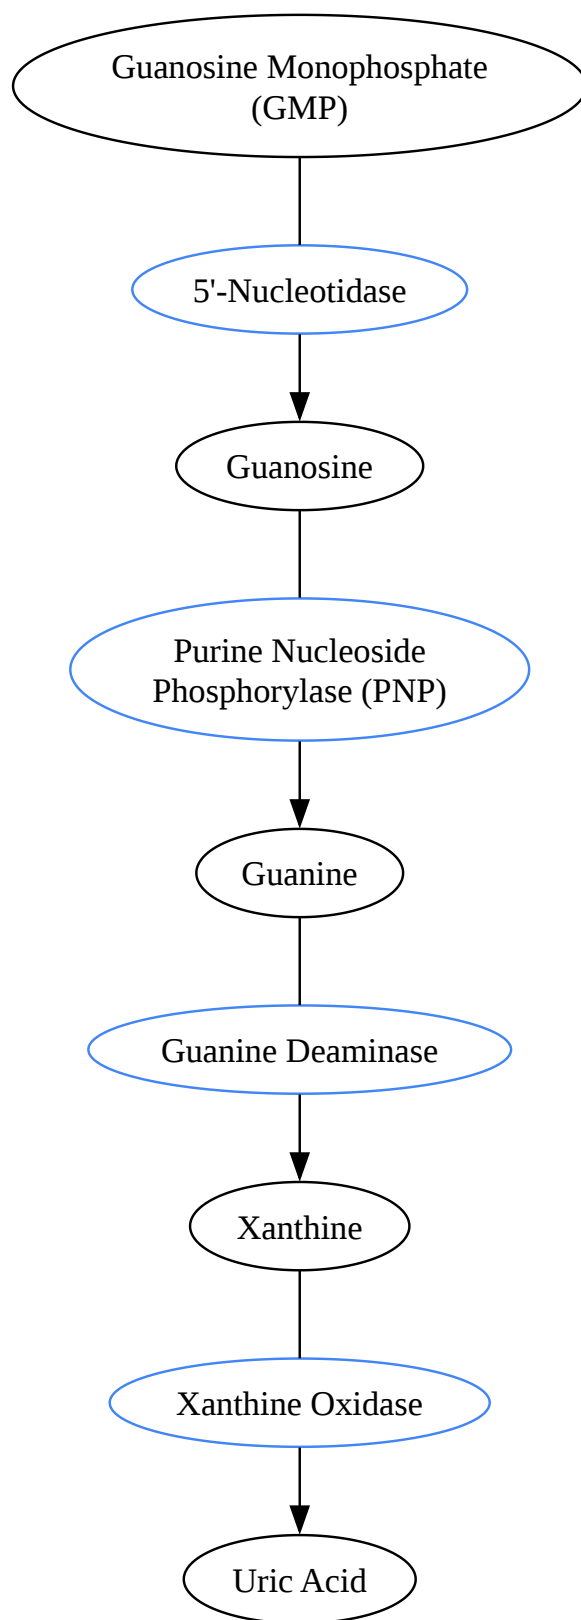 Guanosine Monophosphate
(GMP)
5'-Nucleotidase
Guanosine
Purine Nucleoside
Phosphorylase (PNP)
Guanine
Guanine Deaminase
Xanthine
Xanthine Oxidase
Uric Acid